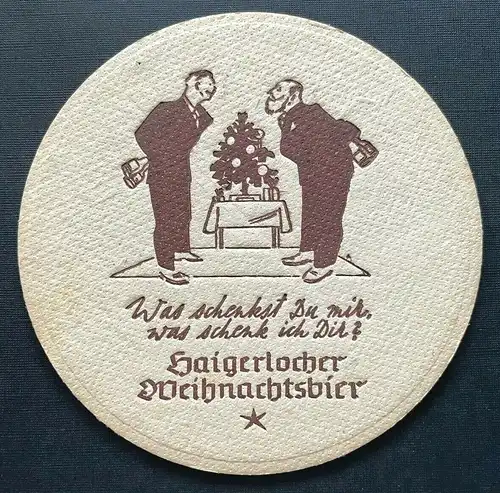 Was schenkst Du mir,
was schenk ich Dir?
Haigerlocher
Weihnachtsbier